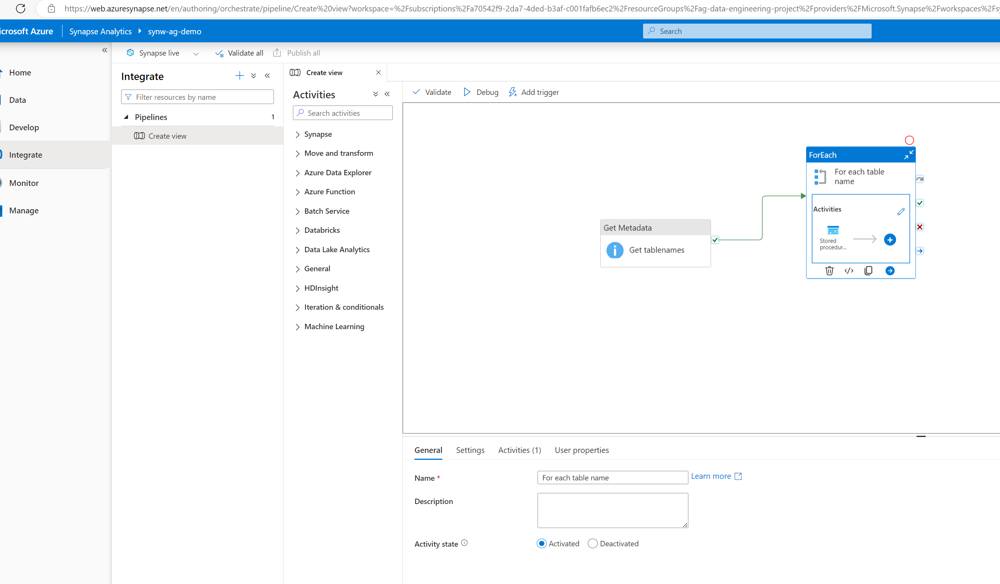 https://web.azuresynapse.net/en/authoring/orchestrate/pipeline/Create%20view?workspace=%2Fsubscriptions%2Fa70542f9-2da7-4ded-b3af-c001fafb6ec2%2FresourceGroups%2Fag-data-engineering-project%2Fproviders%2FMicrosoft.Synapse%2Fworkspaces%2Fsy
icrosoft Azure
Synapse Analytics
synw-ag-demo
Search
Synapse live
Validate all
Publish all
Home
Data
Develop
Integrate
Monitor
Manage
Integrate
Filter resources by name
Pipelines
1
Create view
Create view
Activities
Search activities
Synapse
Move and transform
Azure Data Explorer
Azure Function
Batch Service
Databricks
Data Lake Analytics
General
HDInsight
Iteration & conditionals
Machine Learning
Validate
Debug
Add trigger
Get Metadata
Get tablenames
ForEach
For each table
name
Activities
Stored
procedur...
General
Settings
Activities (1)
User properties
Name *
For each table name
Learn more
Description
Activity state
Activated
Deactivated